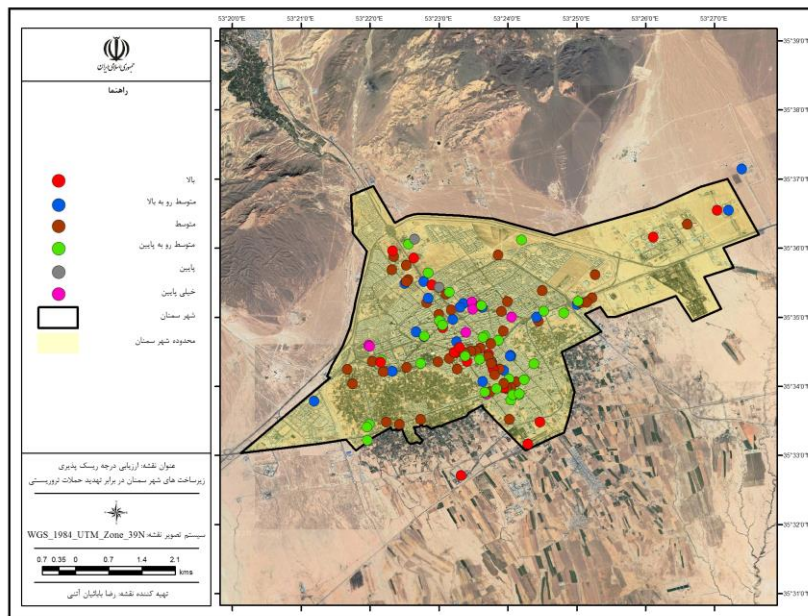 53°20'0"E 53°21'0"E 53°22'0"E 53°23'0"E 53°24'0"E 53°25'0"E 53°26'0"E 53°27'0"E
جمهوری اسلامی ایران
راهنما
بالا
متوسط رو به بالا
متوسط
متوسط رو به پایین
پایین
خیلی پایین
شهر سمنان
محدوده شهر سمنان
عنوان نقشه: ارزیابی درجه ریسک پذیری
زیرساخت های شهر سمنان در برابر تهدید حملات تروریستی
سیستم تصویر نقشه: WGS_1984_UTM_Zone_39N
0.7 0.35 0 0.7 1.4 2.1
kms
تهیه کننده نقشه: رضا بابائیان آتنی
35°39'0"N
35°38'0"N
35°37'0"N
35°36'0"N
35°35'0"N
35°34'0"N
35°33'0"N
35°32'0"N
35°31'0"N